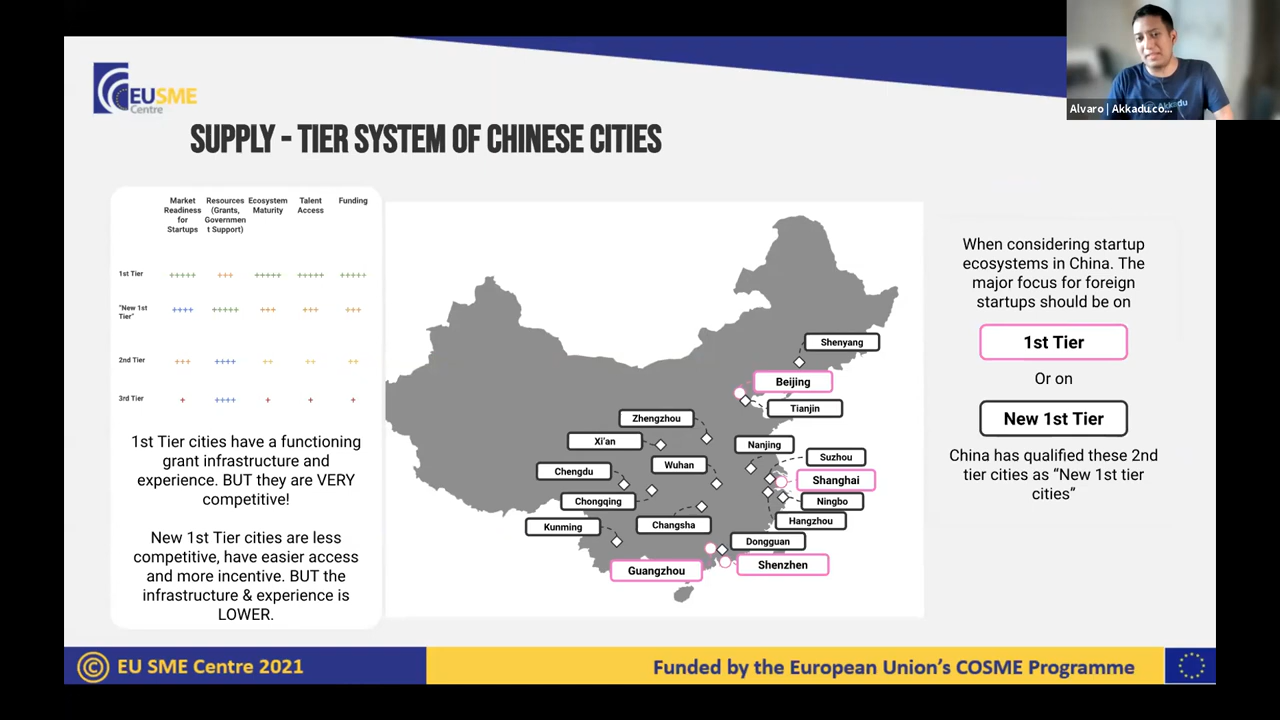 Alvaro | Akkadu.co...
Akkadu
EUSME
Centre
SUPPLY - TIER SYSTEM OF CHINESE CITIES
Market Readiness for Startups
Resources (Grants, Government Support)
Ecosystem Maturity
Talent Access
Funding
1st Tier +++++ +++ +++++ +++++ +++++
"New 1st Tier" ++++ +++++ +++ +++ +++
2nd Tier +++ ++++ ++ ++ ++
3rd Tier + ++++ + + +
1st Tier cities have a functioning
grant infrastructure and
experience. BUT they are VERY
competitive!
New 1st Tier cities are less
competitive, have easier access
and more incentive. BUT the
infrastructure & experience is
LOWER.
Shenyang
Beijing
Tianjin
Zhengzhou
Xi'an
Nanjing
Suzhou
Wuhan
Chengdu
Shanghai
Chongqing
Ningbo
Hangzhou
Kunming
Changsha
Dongguan
Guangzhou
Shenzhen
When considering startup
ecosystems in China. The
major focus for foreign
startups should be on
1st Tier
Or on
New 1st Tier
China has qualified these 2nd
tier cities as “New 1st tier
cities”
© EU SME Centre 2021
Funded by the European Union’s COSME Programme